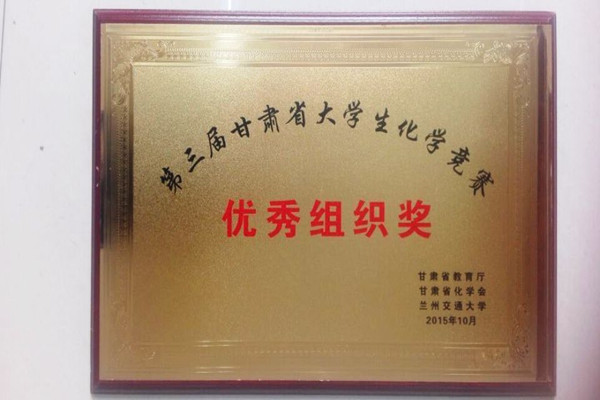 第三届甘肃省大学生化学竞赛
优秀组织奖
甘肃省教育厅
甘肃省化学会
兰州交通大学
2015年10月